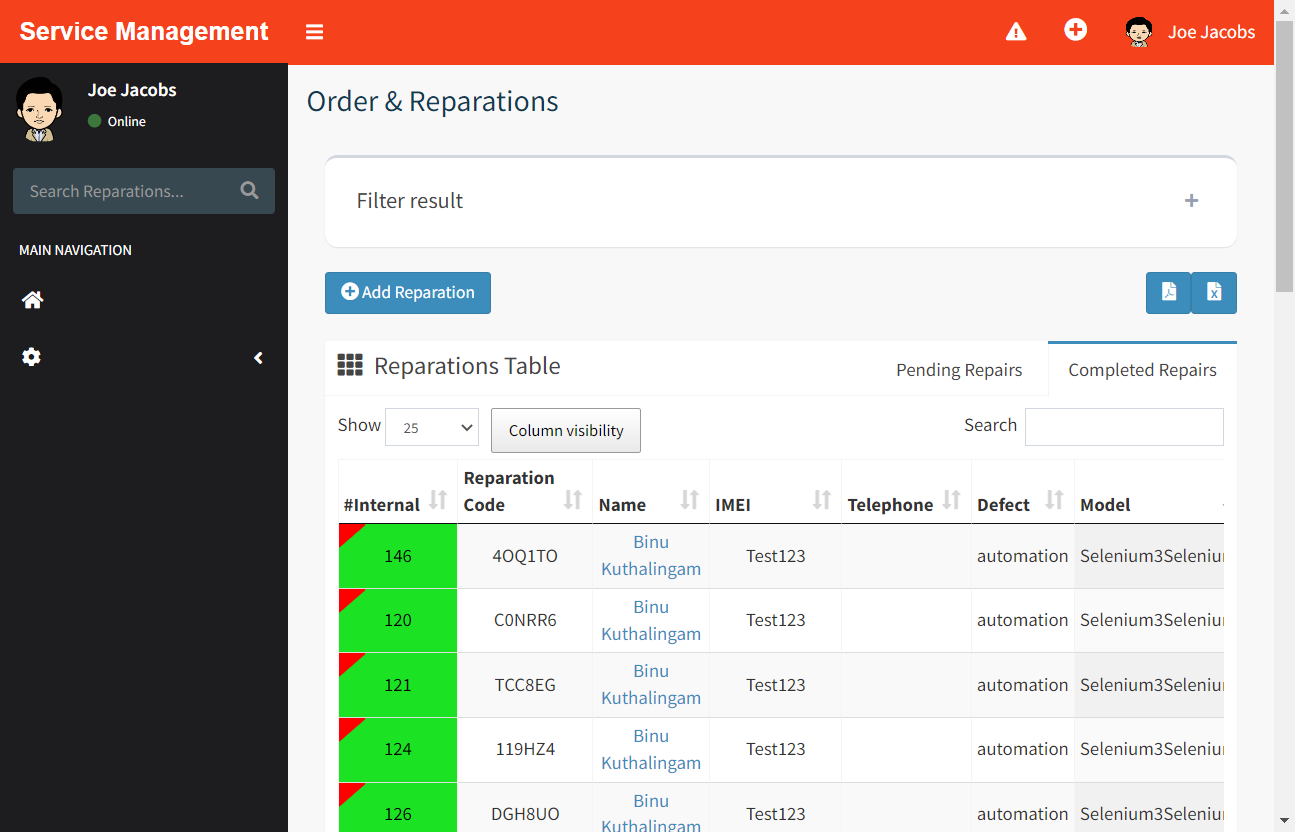 Service Management
Joe Jacobs
Joe Jacobs
Online
Search Reparations...
MAIN NAVIGATION
Order & Reparations
Filter result
Add Reparation
Reparations Table
Pending Repairs
Completed Repairs
Show 25
Column visibility
Search
#Internal
Reparation
Code
Name
IMEI
Telephone
Defect
Model
146
4OQ1TO
Binu
Kuthalingam
Test123
automation
Selenium3Seleniu
120
C0NRR6
Binu
Kuthalingam
Test123
automation
Selenium3Seleniu
121
TCC8EG
Binu
Kuthalingam
Test123
automation
Selenium3Seleniu
124
119HZ4
Binu
Kuthalingam
Test123
automation
Selenium3Seleniu
126
DGH8UO
Binu
Kuthalingam
Test123
automation
Selenium3Seleniu